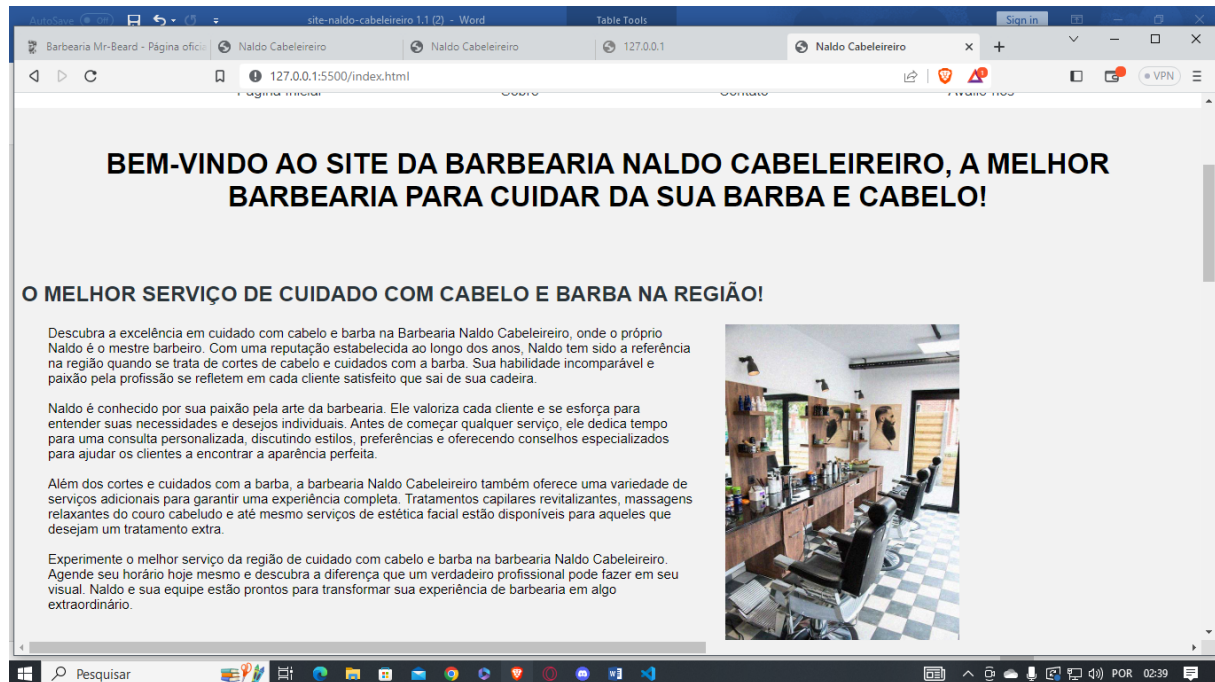 AutoSave Off site-naldo-cabeleireiro 1.1 (2) - Word Table Tools Sign in
Barbearia Mr-Beard - Página oficia Naldo Cabeleireiro Naldo Cabeleireiro 127.0.0.1 Naldo Cabeleireiro
127.0.0.1:5500/index.html VPN
Página Inicial Sobre Contato Avalie-nos
BEM-VINDO AO SITE DA BARBEARIA NALDO CABELEIREIRO, A MELHOR
BARBEARIA PARA CUIDAR DA SUA BARBA E CABELO!
O MELHOR SERVIÇO DE CUIDADO COM CABELO E BARBA NA REGIÃO!
Descubra a excelência em cuidado com cabelo e barba na Barbearia Naldo Cabeleireiro, onde o próprio
Naldo é o mestre barbeiro. Com uma reputação estabelecida ao longo dos anos, Naldo tem sido a referência
na região quando se trata de cortes de cabelo e cuidados com a barba. Sua habilidade incomparável e
paixão pela profissão se refletem em cada cliente satisfeito que sai de sua cadeira.
Naldo é conhecido por sua paixão pela arte da barbearia. Ele valoriza cada cliente e se esforça para
entender suas necessidades e desejos individuais. Antes de começar qualquer serviço, ele dedica tempo
para uma consulta personalizada, discutindo estilos, preferências e oferecendo conselhos especializados
para ajudar os clientes a encontrar a aparência perfeita.
Além dos cortes e cuidados com a barba, a barbearia Naldo Cabeleireiro também oferece uma variedade de
serviços adicionais para garantir uma experiência completa. Tratamentos capilares revitalizantes, massagens
relaxantes do couro cabeludo e até mesmo serviços de estética facial estão disponíveis para aqueles que
desejam um tratamento extra.
Experimente o melhor serviço da região de cuidado com cabelo e barba na barbearia Naldo Cabeleireiro.
Agende seu horário hoje mesmo e descubra a diferença que um verdadeiro profissional pode fazer em seu
visual. Naldo e sua equipe estão prontos para transformar sua experiência de barbearia em algo
extraordinário.
Pesquisar POR 02:39